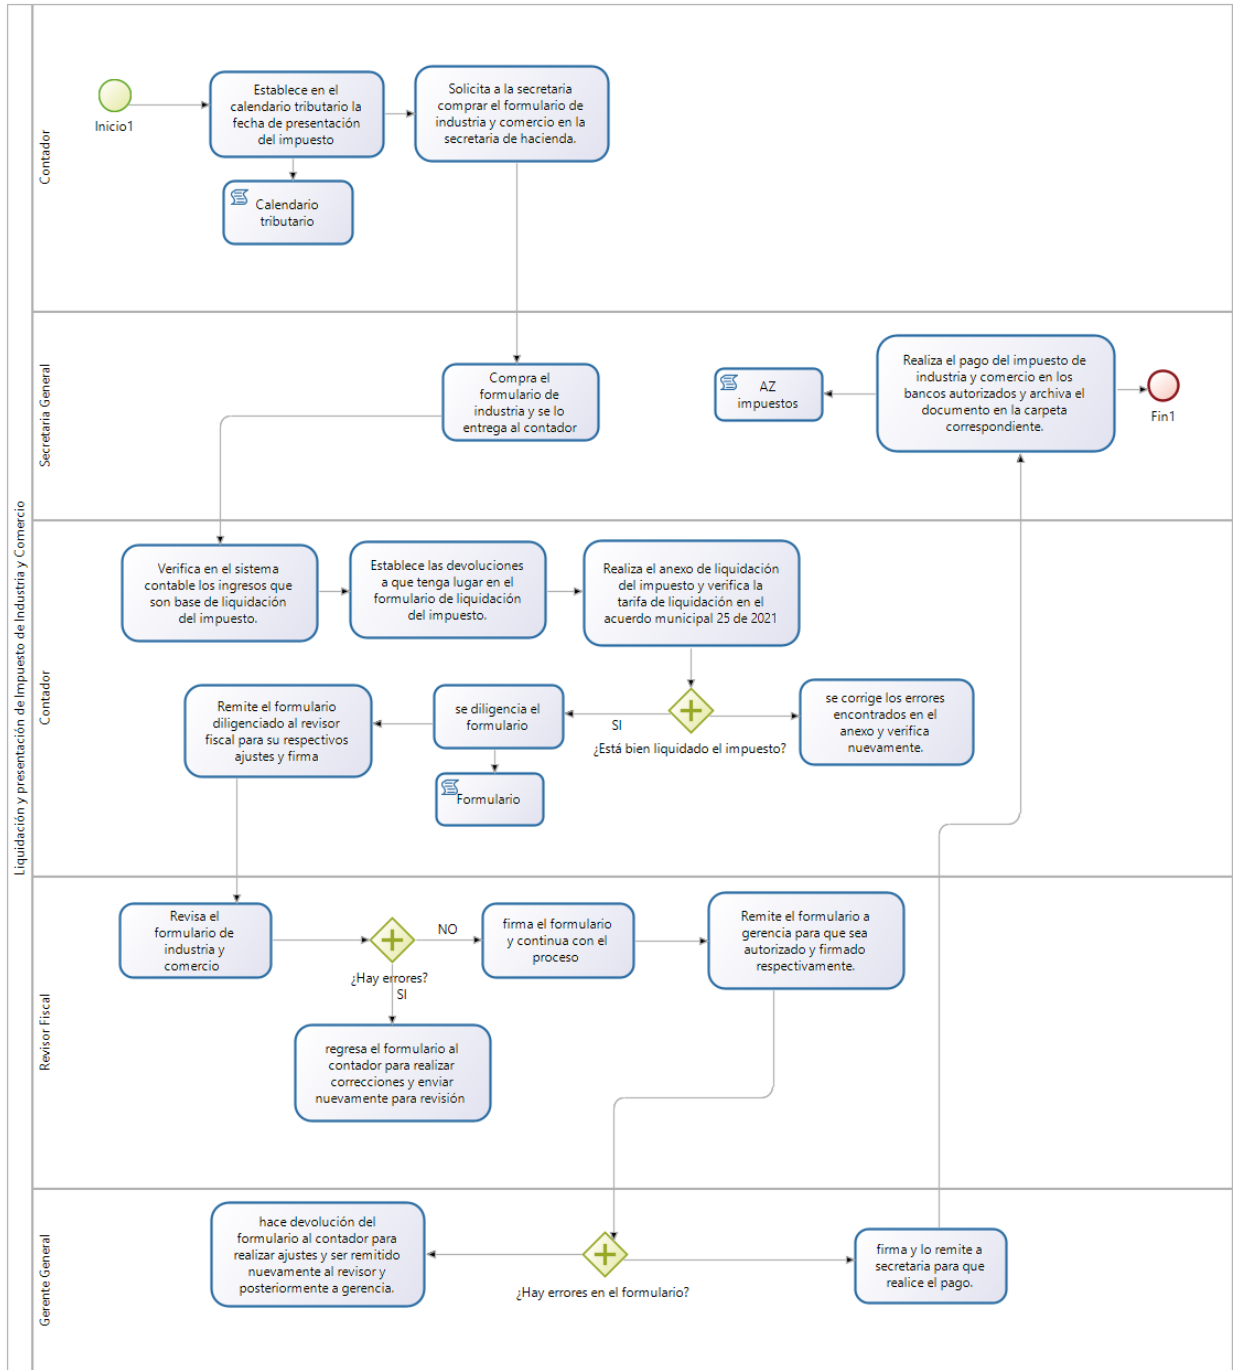 Liquidación y presentación de Impuesto de Industria y Comercio
Contador
Inicio1
Establece en el
calendario tributario la
fecha de presentación
del impuesto
Solicita a la secretaria
comprar el formulario de
industria y comercio en la
secretaria de hacienda.
Calendario
tributario
Secretaria General
Compra el
formulario de
industria y se lo
entrega al contador
AZ
impuestos
Realiza el pago del impuesto de
industria y comercio en los
bancos autorizados y archiva el
documento en la carpeta
correspondiente.
Fin1
Contador
Verifica en el sistema
contable los ingresos que
son base de liquidación
del impuesto.
Establece las devoluciones
a que tenga lugar en el
formulario de liquidación
del impuesto.
Realiza el anexo de liquidación
del impuesto y verifica la
tarifa de liquidación en el
acuerdo municipal 25 de 2021
Remite el formulario
diligenciado al revisor
fiscal para su respectivos
ajustes y firma
se diligencia el
formulario
SI
¿Está bien liquidado el impuesto?
se corrige los errores
encontrados en el
anexo y verifica
nuevamente.
Formulario
Revisor Fiscal
Revisa el
formulario de
industria y
comercio
NO
¿Hay errores?
SI
firma el formulario
y continua con el
proceso
Remite el formulario a
gerencia para que sea
autorizado y firmado
respectivamente.
regresa el formulario al
contador para realizar
correcciones y enviar
nuevamente para revisión
Gerente General
hace devolución del
formulario al contador para
realizar ajustes y ser remitido
nuevamente al revisor y
posteriormente a gerencia.
¿Hay errores en el formulario?
firma y lo remite a
secretaria para que
realice el pago.